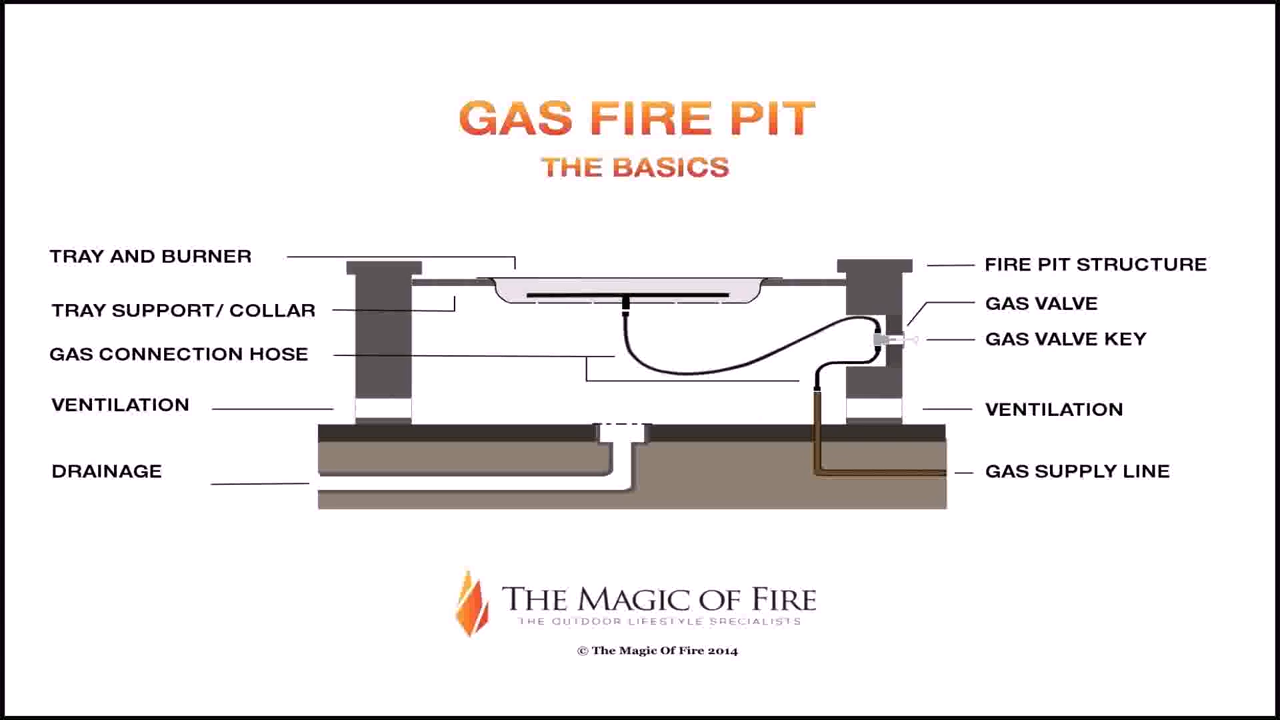 GAS FIRE PIT
THE BASICS
TRAY AND BURNER
TRAY SUPPORT/ COLLAR
GAS CONNECTION HOSE
VENTILATION
DRAINAGE
FIRE PIT STRUCTURE
GAS VALVE
GAS VALVE KEY
VENTILATION
GAS SUPPLY LINE
THE MAGIC OF FIRE
THE OUTDOOR LIFESTYLE SPECIALISTS
© The Magic Of Fire 2014